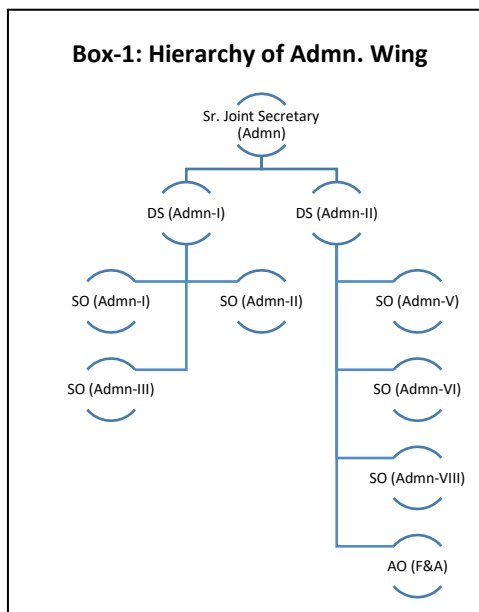 Box-1: Hierarchy of Admn. Wing
Sr. Joint Secretary
(Admn)
DS (Admn-I)
DS (Admn-II)
SO (Admn-I)
SO (Admn-II)
SO (Admn-V)
SO (Admn-III)
SO (Admn-VI)
SO (Admn-VIII)
AO (F&A)